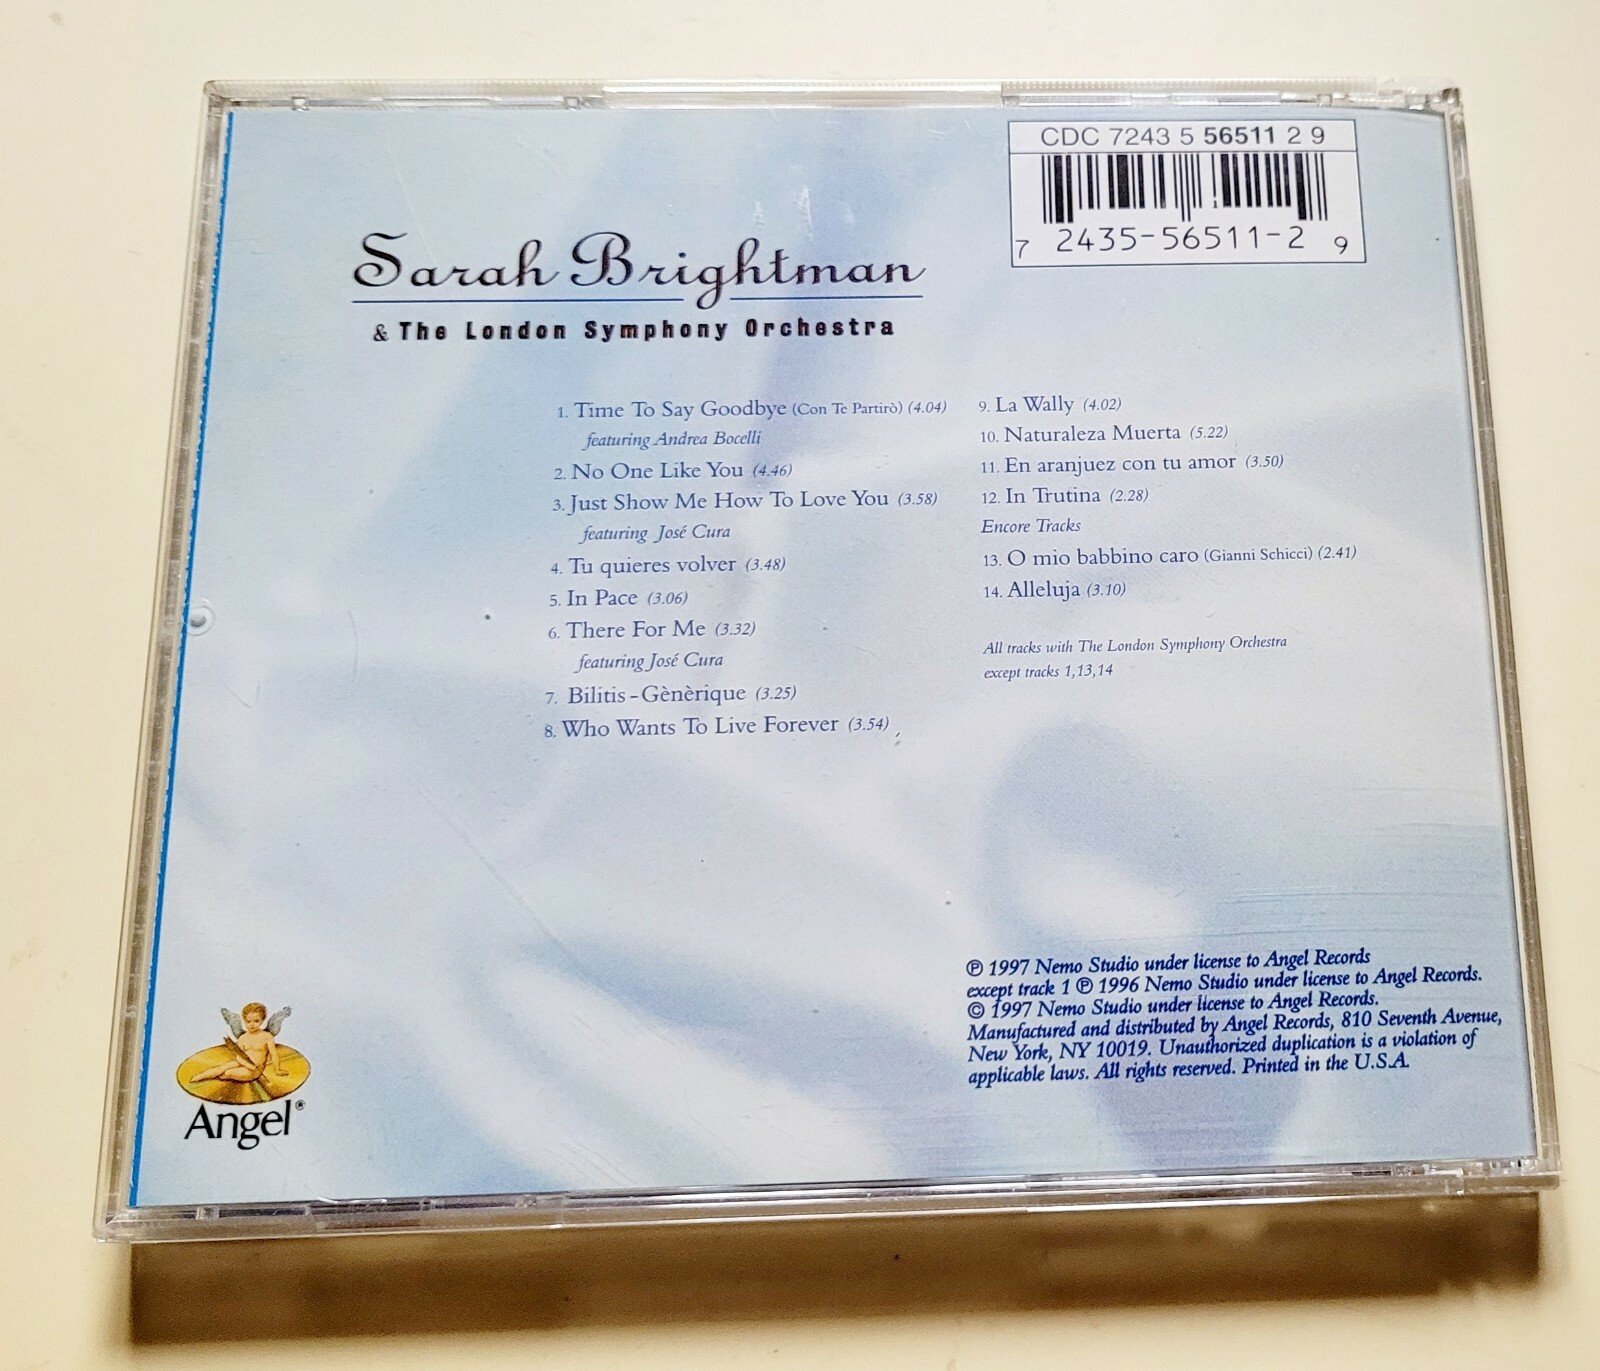 CDC 7243 5 56511 2 9
7 2435-56511-2 9
Sarah Brightman
& The London Symphony Orchestra
1. Time To Say Goodbye (Con Te Partirò) (4.04)
featuring Andrea Bocelli
2. No One Like You (4.46)
3. Just Show Me How To Love You (3.58)
featuring José Cura
4. Tu quieres volver (3.48)
5. In Pace (3.06)
6. There For Me (3.32)
featuring José Cura
7. Bilitis-Gènèrique (3.25)
8. Who Wants To Live Forever (3.54)
9. La Wally (4.02)
10. Naturaleza Muerta (5.22)
11. En aranjuez con tu amor (3.50)
12. In Trutina (2.28)
Encore Tracks
13. O mio babbino caro (Gianni Schicci) (2.41)
14. Alleluja (3.10)
All tracks with The London Symphony Orchestra
except tracks 1,13,14
℗ 1997 Nemo Studio under license to Angel Records
except track 1 ℗ 1996 Nemo Studio under license to Angel Records.
© 1997 Nemo Studio under license to Angel Records.
Manufactured and distributed by Angel Records, 810 Seventh Avenue,
New York, NY 10019. Unauthorized duplication is a violation of
applicable laws. All rights reserved. Printed in the U.S.A.
Angel®